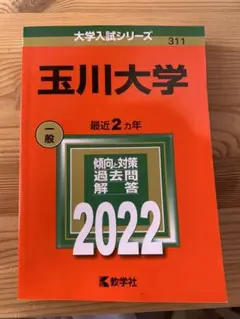 大学入試シリーズ
311
玉川大学
一般
最近2ヵ年
傾向と対策
過去問
解答
2022
教学社